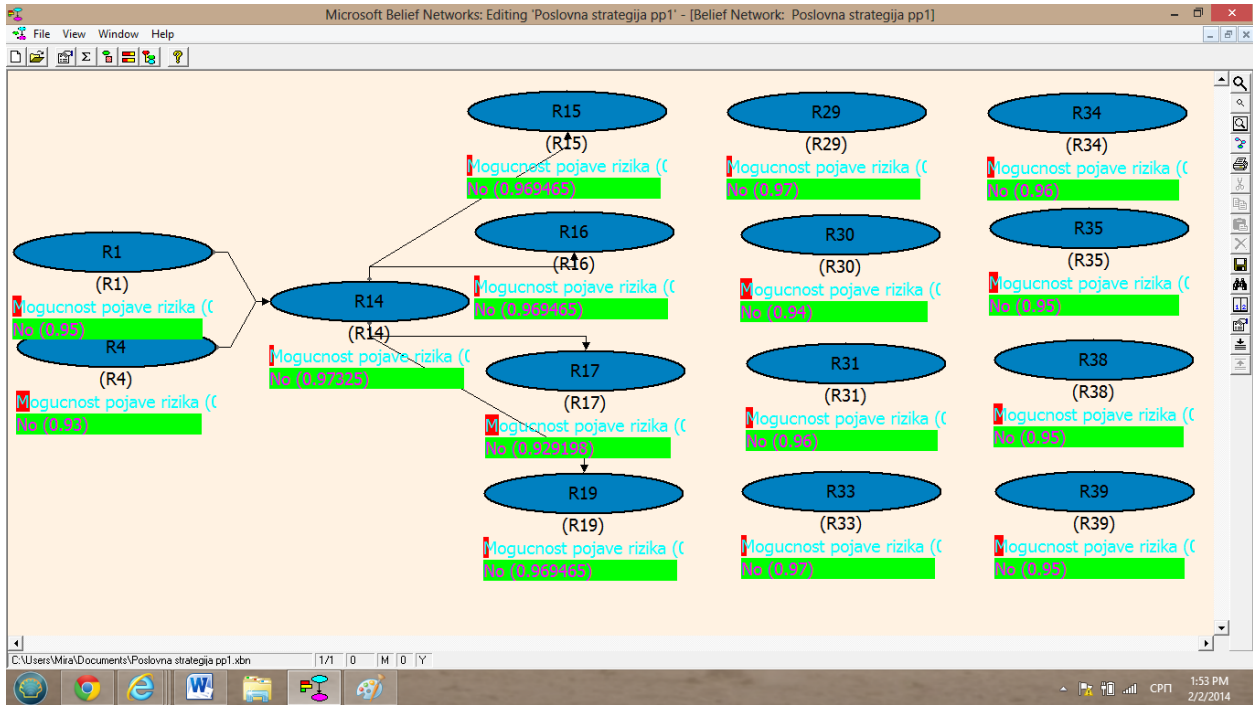 Microsoft Belief Networks: Editing 'Poslovna strategija pp1' - [Belief Network: Poslovna strategija pp1]
File View Window Help
R1
(R1)
Mogucnost pojave rizika ((
No (0.95)
R4
(R4)
Mogucnost pojave rizika ((
No (0.93)
R14
(R14)
Mogucnost pojave rizika ((
No (0.97325)
R15
(R15)
Mogucnost pojave rizika ((
No (0.969465)
R16
(R16)
Mogucnost pojave rizika ((
No (0.969465)
R17
(R17)
Mogucnost pojave rizika ((
No (0.929198)
R19
(R19)
Mogucnost pojave rizika ((
No (0.969465)
R29
(R29)
Mogucnost pojave rizika ((
No (0.97)
R30
(R30)
Mogucnost pojave rizika ((
No (0.94)
R31
(R31)
Mogucnost pojave rizika ((
No (0.96)
R33
(R33)
Mogucnost pojave rizika ((
No (0.97)
R34
(R34)
Mogucnost pojave rizika ((
No (0.96)
R35
(R35)
Mogucnost pojave rizika ((
No (0.95)
R38
(R38)
Mogucnost pojave rizika ((
No (0.95)
R39
(R39)
Mogucnost pojave rizika ((
No (0.95)
C:\Users\Mira\Documents\Poslovna strategija pp1.xbn 1/1 0 M 0 Y
СРП 1:53 PM
2/2/2014